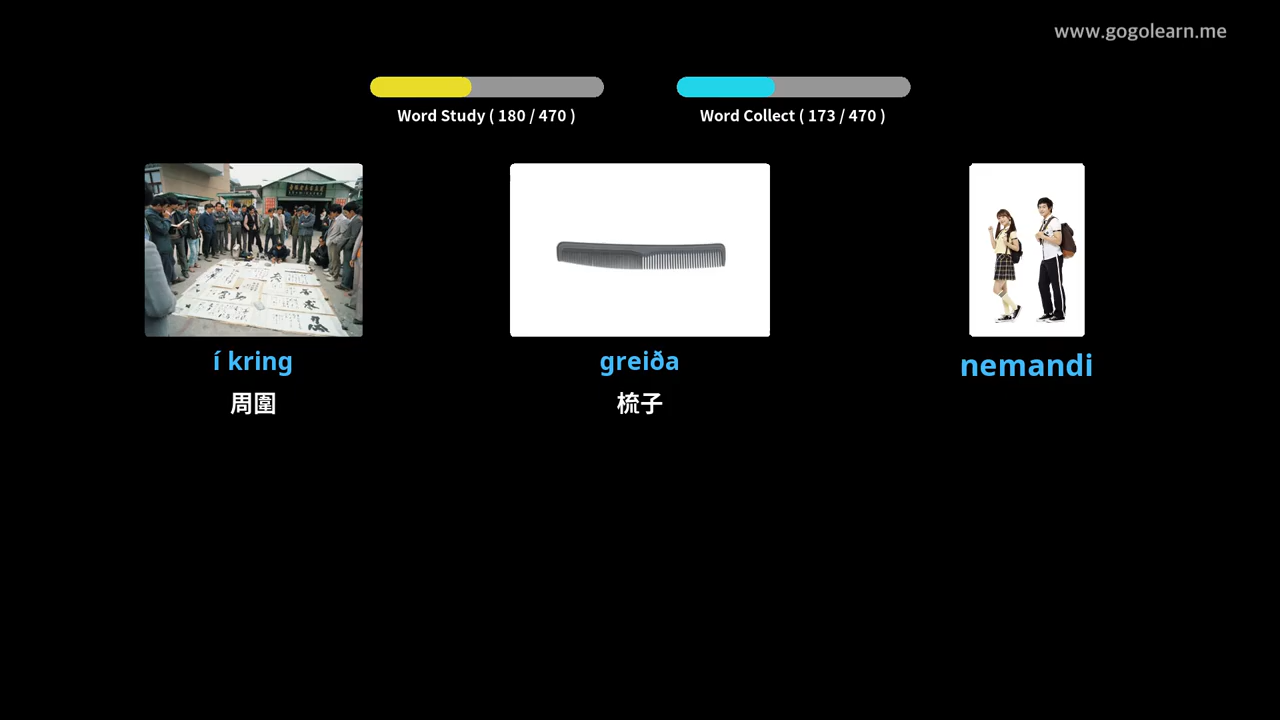 www.gogolearn.me
Word Study ( 180 / 470 )
Word Collect ( 173 / 470 )
í kring
greiða
nemandi
周圍
梳子